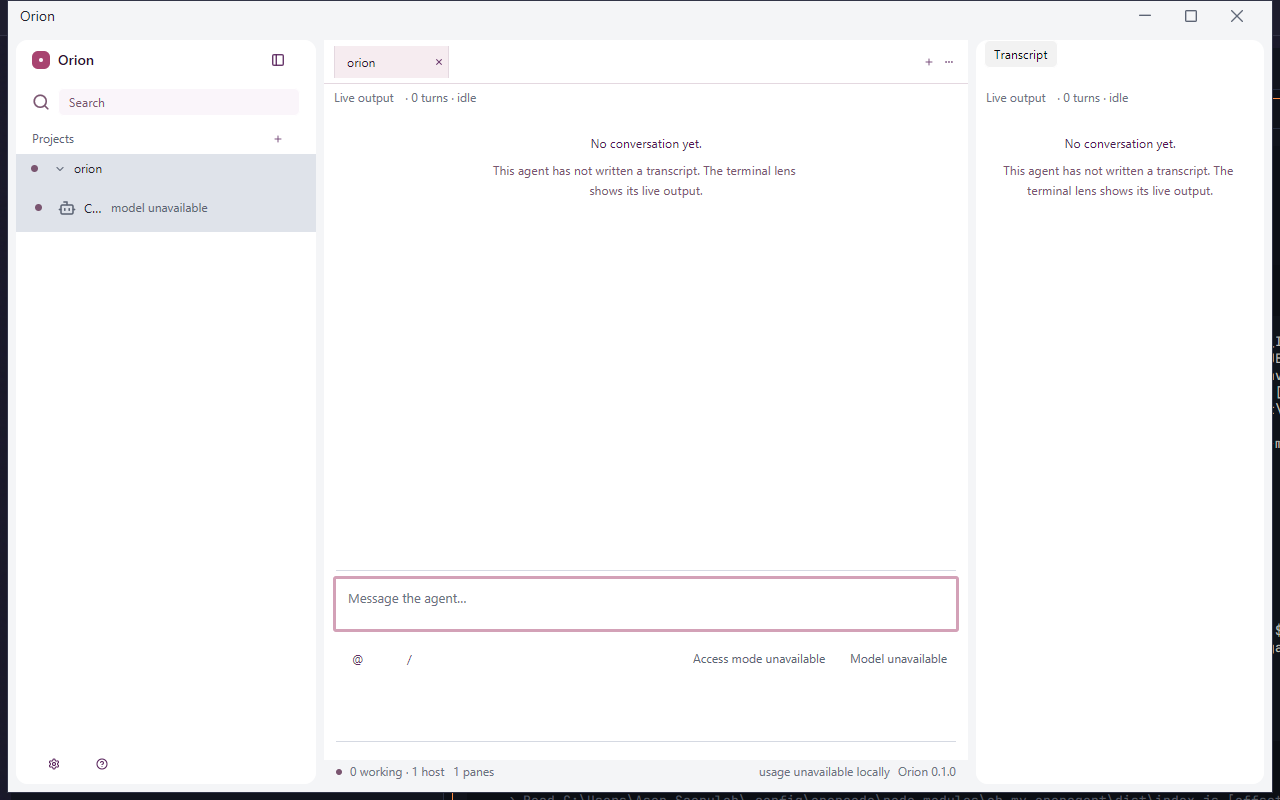 Orion
Orion
Search
Projects +
orion
C... model unavailable
orion × + ...
Live output · 0 turns · idle
No conversation yet.
This agent has not written a transcript. The terminal lens
shows its live output.
Message the agent...
@ /
Access mode unavailable Model unavailable
0 working · 1 host 1 panes
usage unavailable locally Orion 0.1.0
Transcript
Live output · 0 turns · idle
No conversation yet.
This agent has not written a transcript. The
terminal lens shows its live output.